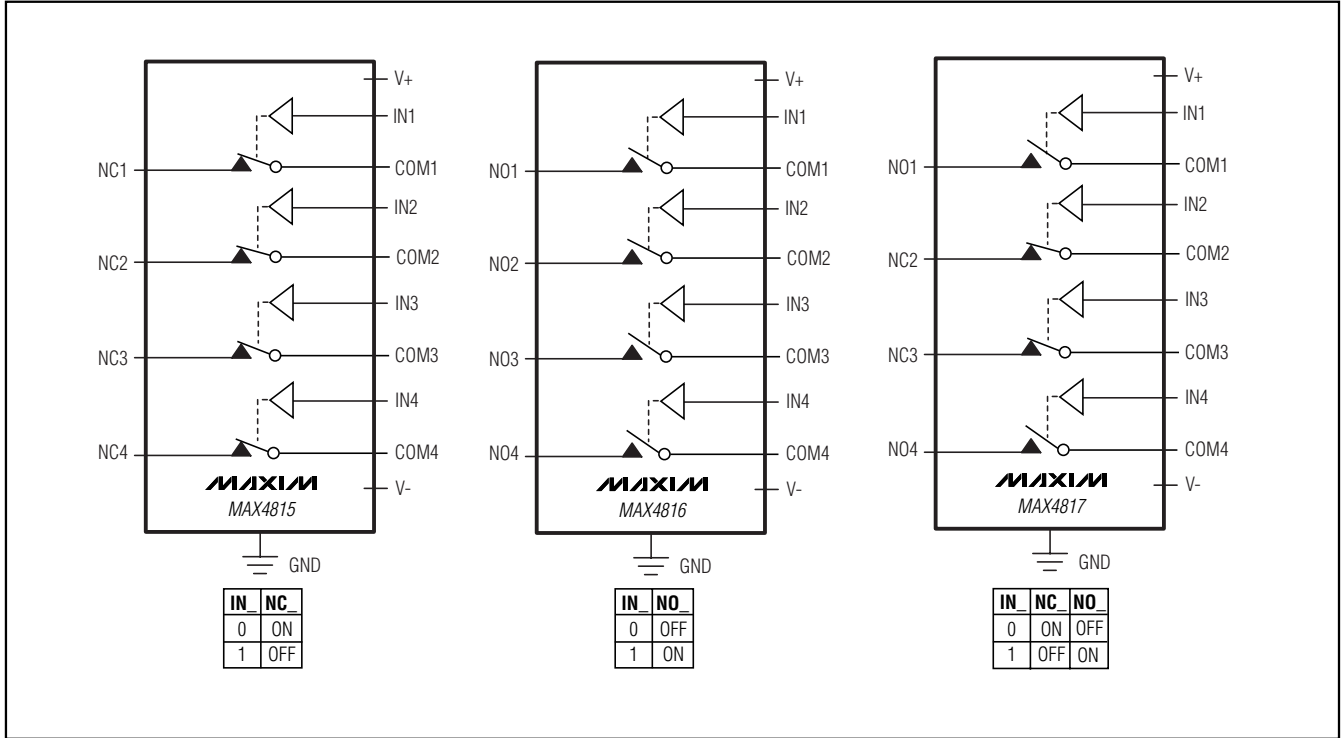 V+
IN1
NC1
COM1
IN2
NC2
COM2
IN3
NC3
COM3
IN4
NC4
COM4
MAXIM
V-
MAX4815
GND
IN_ NC_
0 ON
1 OFF
V+
IN1
NO1
COM1
IN2
NO2
COM2
IN3
NO3
COM3
IN4
NO4
COM4
MAXIM
V-
MAX4816
GND
IN_ NO_
0 OFF
1 ON
V+
IN1
NO1
COM1
IN2
NC2
COM2
IN3
NC3
COM3
IN4
NO4
COM4
MAXIM
V-
MAX4817
GND
IN_ NC_ NO_
0 ON OFF
1 OFF ON